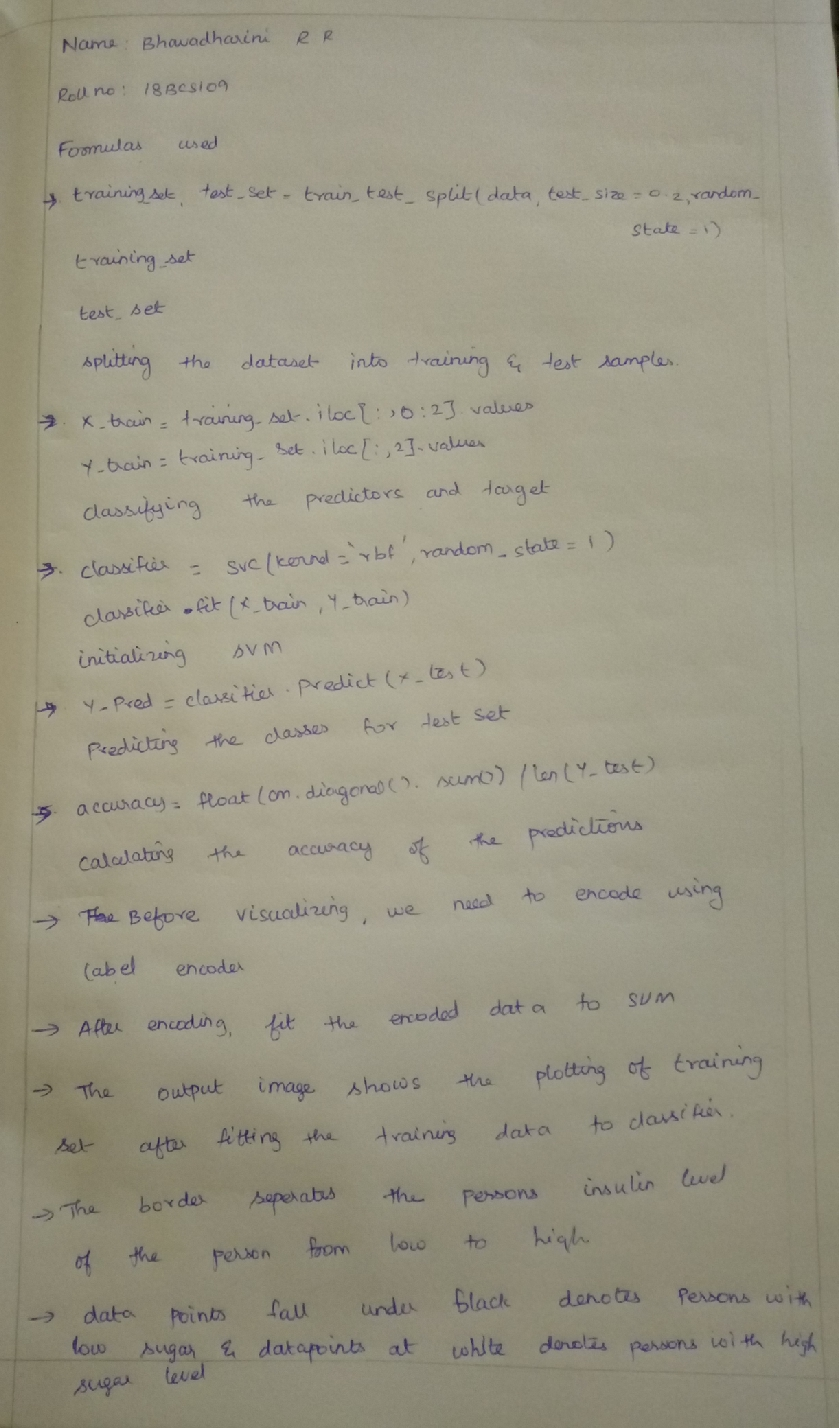 Name: Bhavadharini R R
Roll no: 18BCS109
Formulas used
→ training_set, test_set = train_test_split(data, test_size = 0.2, random_
state = 1)
training_set
test_set
splitting the dataset into training & test samples.
→ X_train = training_set.iloc[:,0:2].values
Y_train = training_set.iloc[:,2].values
classifying the predictors and target
→ classifier = SVC(kernel='rbf', random_state = 1)
classifier.fit(X_train, Y_train)
initializing SVM
→ Y_Pred = classifier.predict(X_test)
Predicting the classes for test set
→ accuracy = float(cm.diagonal().sum()) / len(Y_test)
calculating the accuracy of the predictions
→ Before visualizing, we need to encode using
label encoder
→ After encoding, fit the encoded data to SVM
→ The output image shows the plotting of training
set after fitting the training data to classifier.
→ The border seperates the persons insulin level
of the person from low to high.
→ data points fall under black denotes persons with
low sugar & datapoints at white denotes persons with high
sugar level